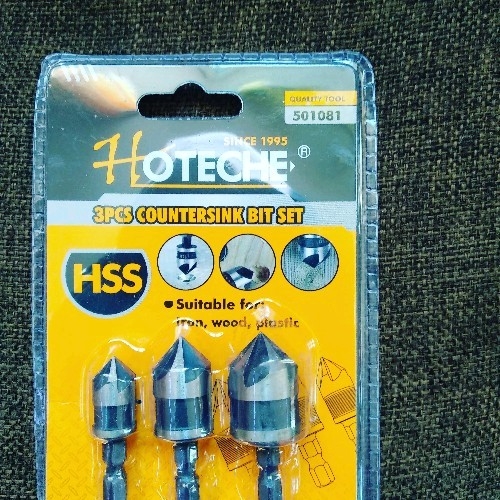 QUALITY TOOL
501081
SINCE 1995
HOTECHE®
3PCS COUNTERSINK BIT SET
HSS
Suitable for:
iron, wood, plastic